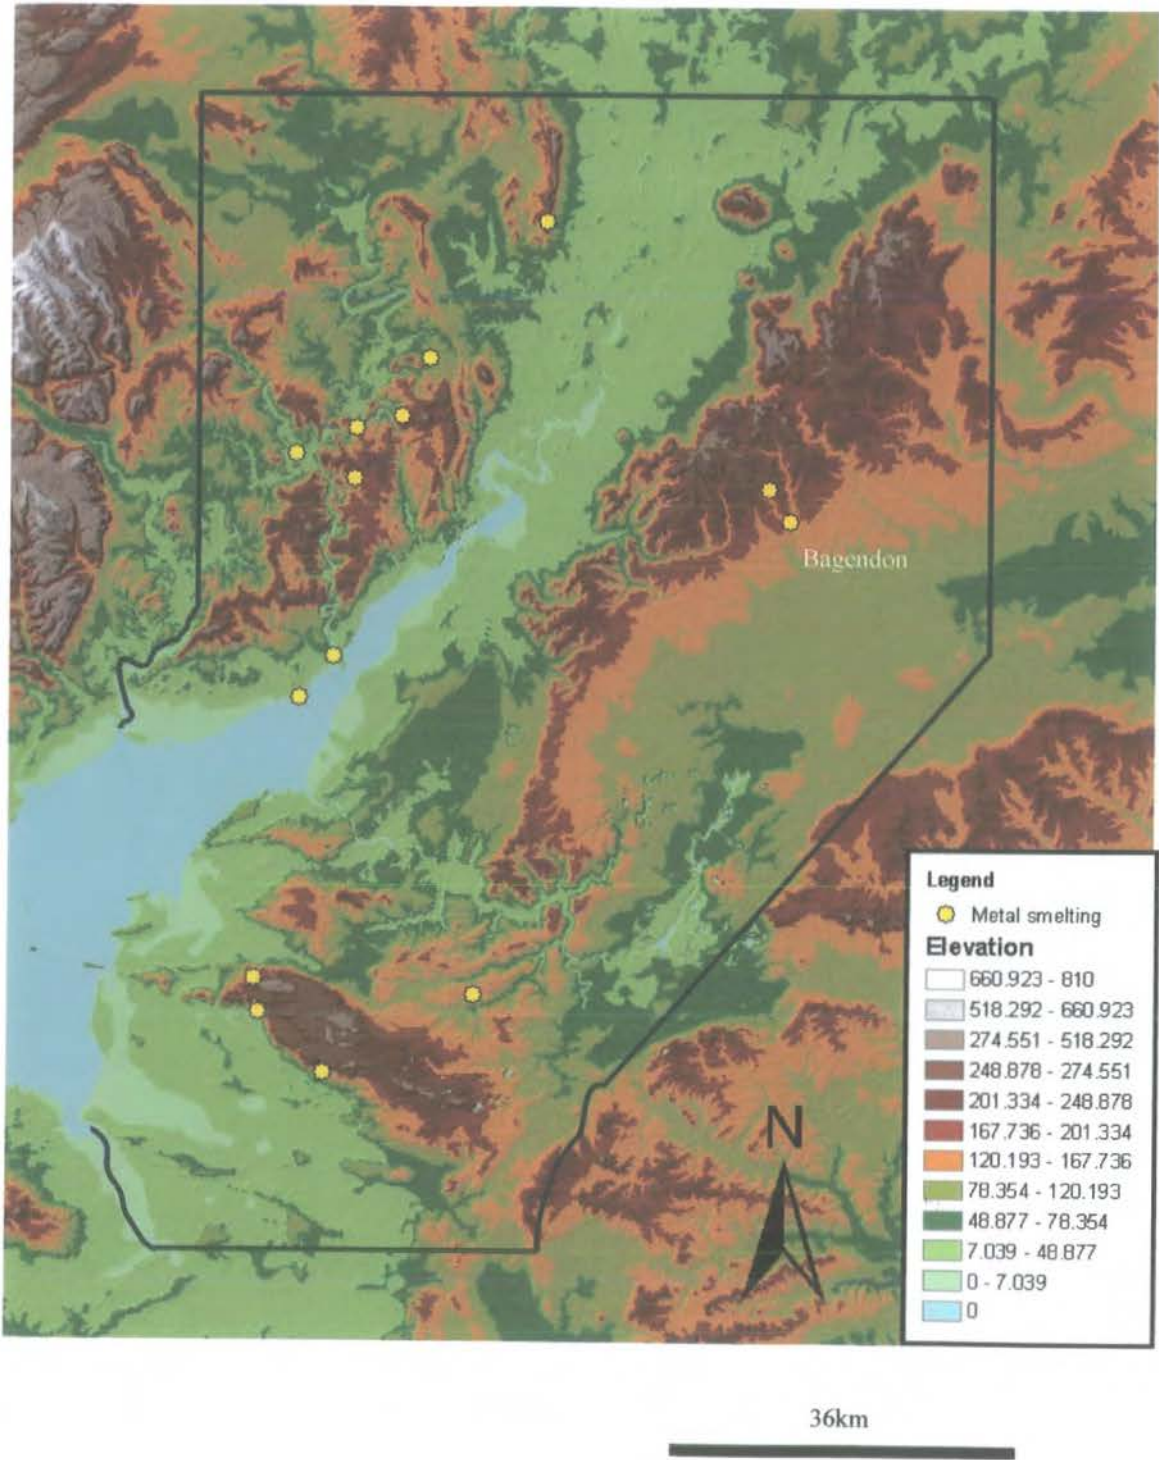 Bagendon
Legend
Metal smelting
Elevation
660.923 - 810
518.292 - 660.923
274.551 - 518.292
248.878 - 274.551
201.334 - 248.878
167.736 - 201.334
120.193 - 167.736
78.354 - 120.193
48.877 - 78.354
7.039 - 48.877
0 - 7.039
0
N
36km